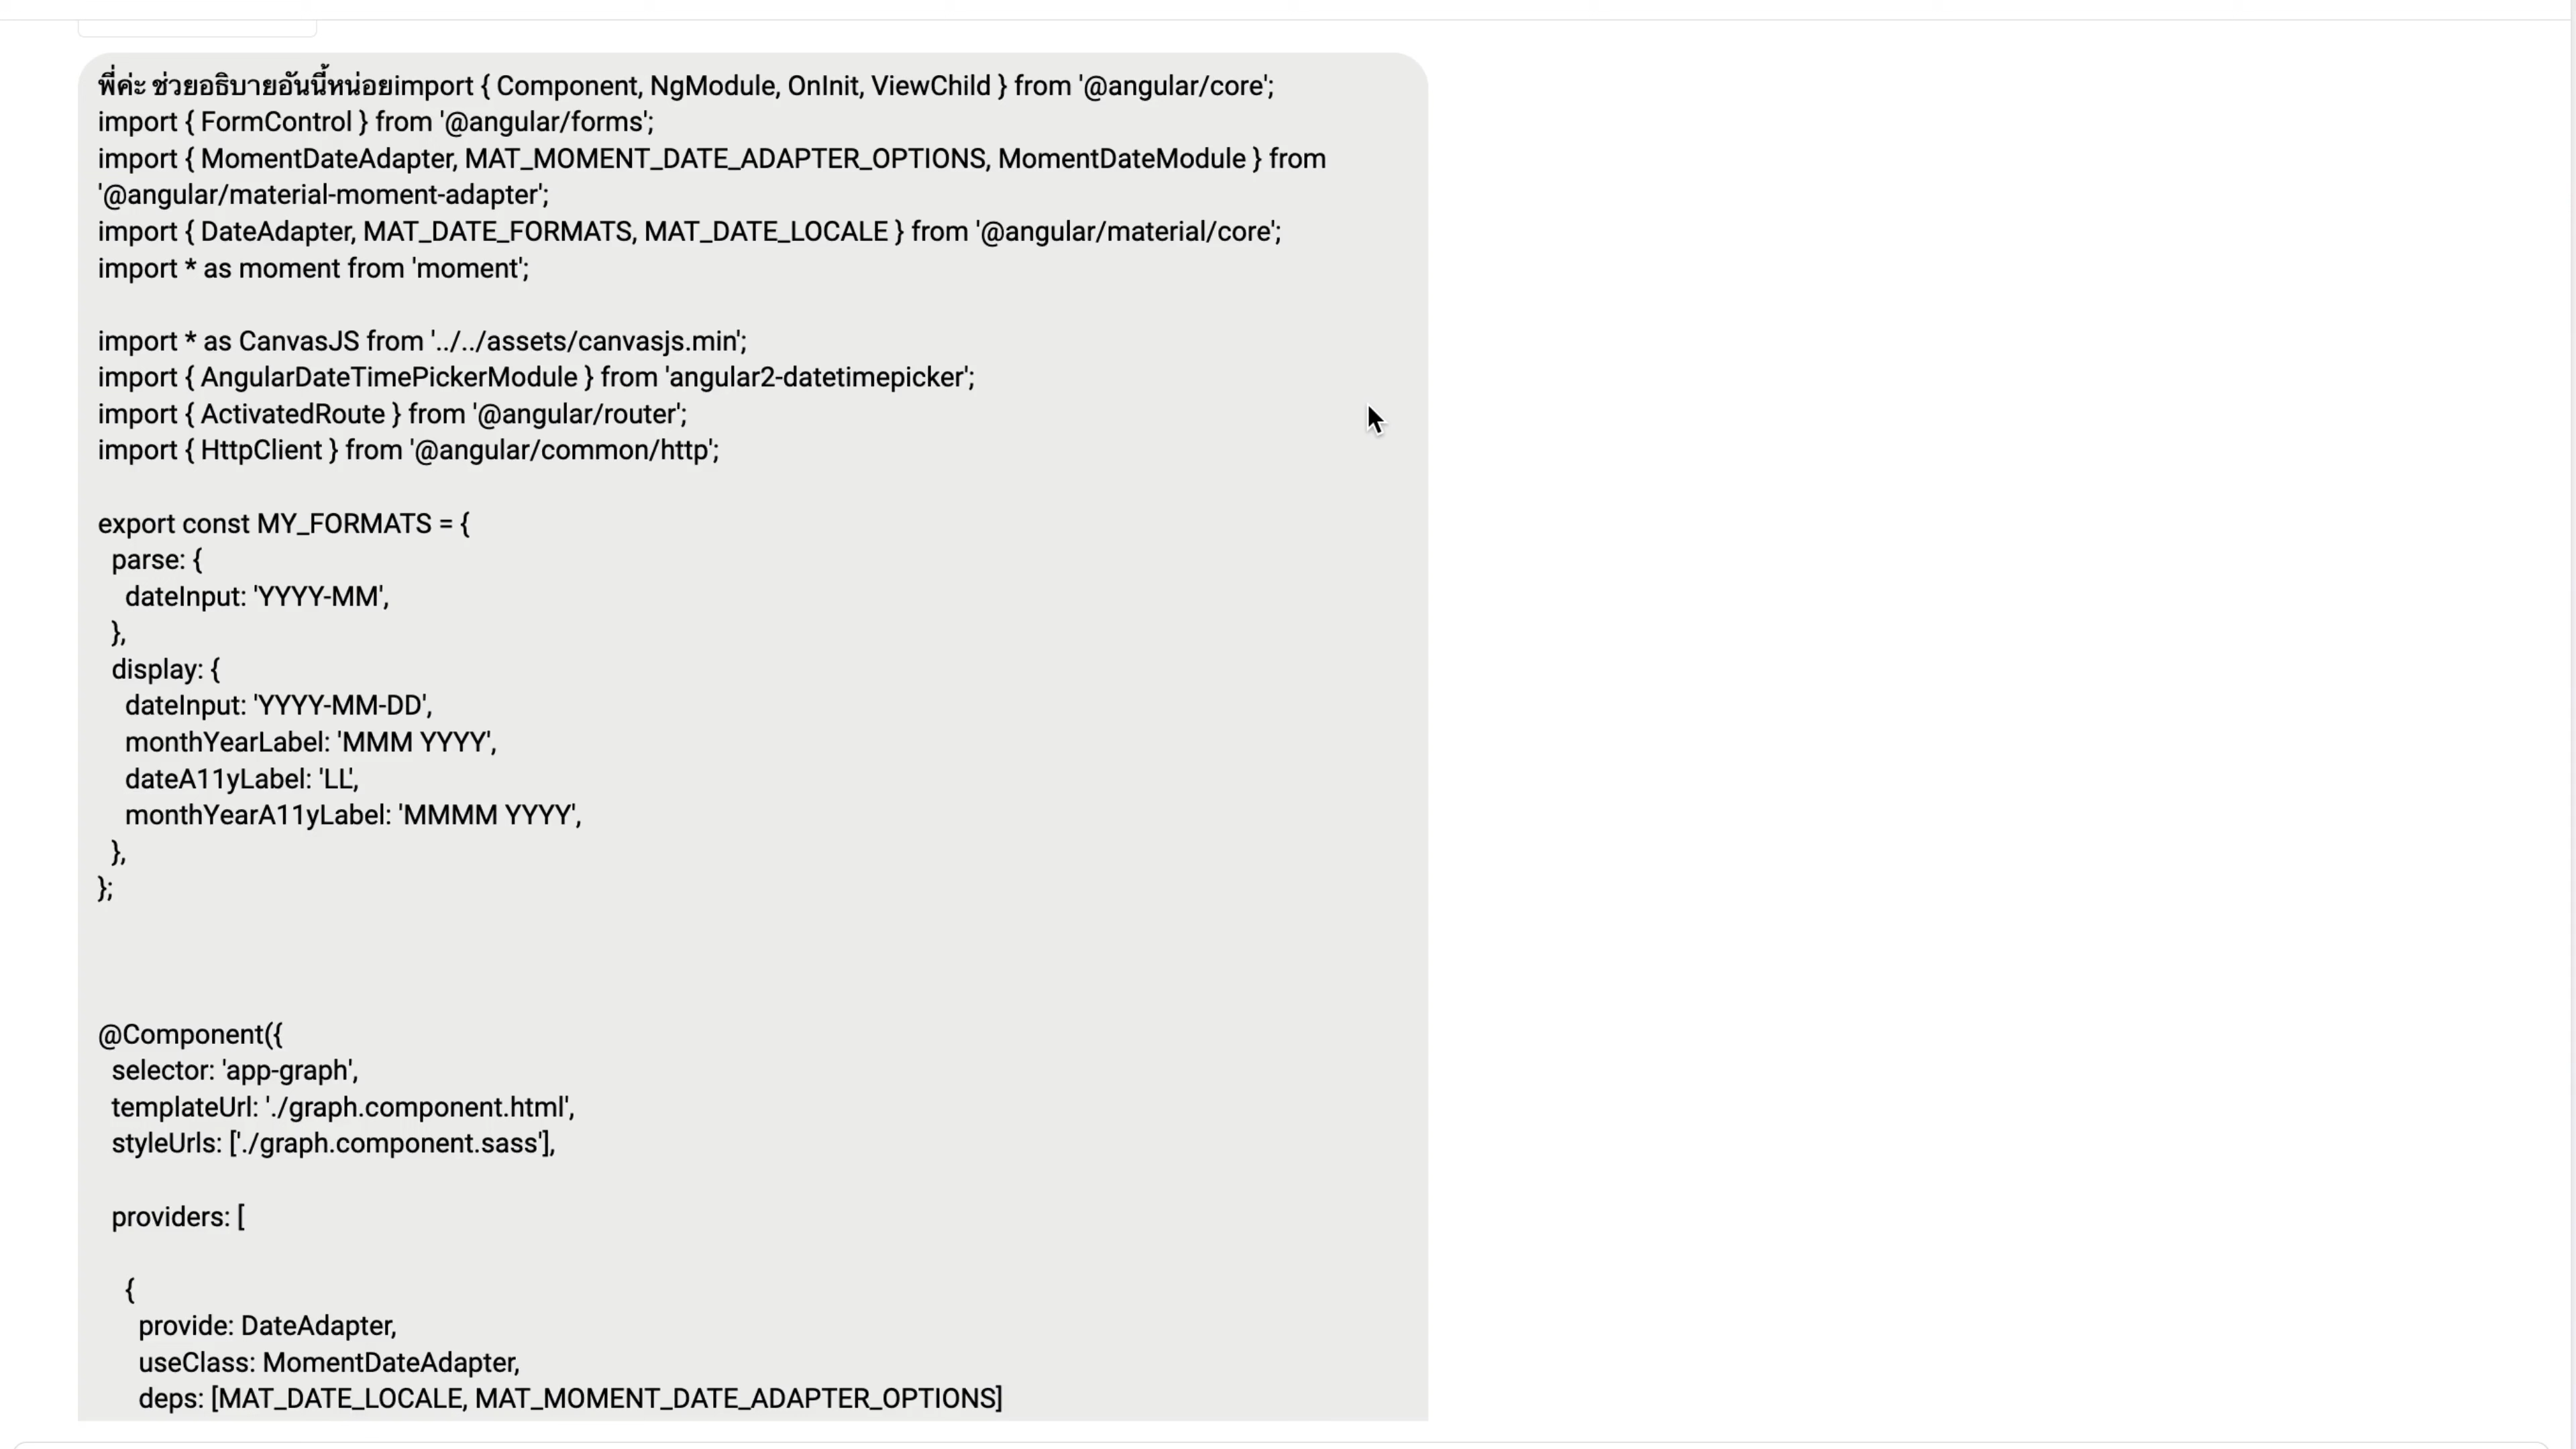 พี่ค่ะ ช่วยอธิบายอันนี้หน่อยimport { Component, NgModule, OnInit, ViewChild } from '@angular/core';
import { FormControl } from '@angular/forms';
import { MomentDateAdapter, MAT_MOMENT_DATE_ADAPTER_OPTIONS, MomentDateModule } from
'@angular/material-moment-adapter';
import { DateAdapter, MAT_DATE_FORMATS, MAT_DATE_LOCALE } from '@angular/material/core';
import * as moment from 'moment';
import * as CanvasJS from '../../assets/canvasjs.min';
import { AngularDateTimePickerModule } from 'angular2-datetimepicker';
import { ActivatedRoute } from '@angular/router';
import { HttpClient } from '@angular/common/http';
export const MY_FORMATS = {
parse: {
dateInput: 'YYYY-MM',
},
display: {
dateInput: 'YYYY-MM-DD',
monthYearLabel: 'MMM YYYY',
dateA11yLabel: 'LL',
monthYearA11yLabel: 'MMMM YYYY',
},
};
@Component({
selector: 'app-graph',
templateUrl: './graph.component.html',
styleUrls: ['./graph.component.sass'],
providers: [
{
provide: DateAdapter,
useClass: MomentDateAdapter,
deps: [MAT_DATE_LOCALE, MAT_MOMENT_DATE_ADAPTER_OPTIONS]